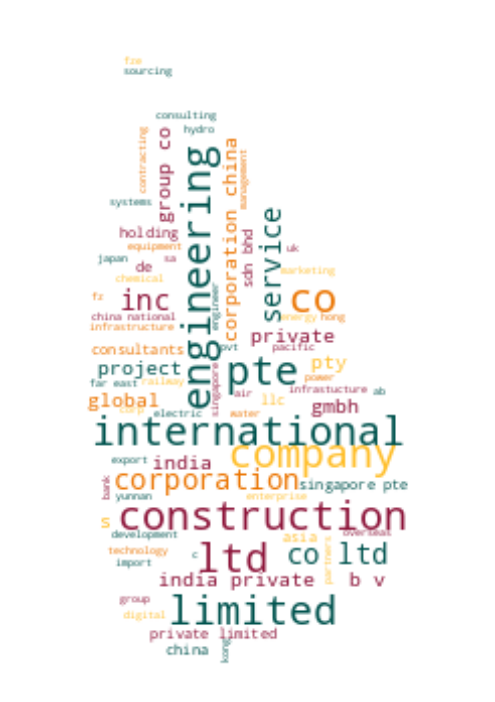 fze
sourcing
consulting
hydro
contracting
group co
engineering
corporation china
management
systems
service
holding
equipment
sdn bhd
uk
japan
sa
de
marketing
chemical
engineer
fz
inc
co
china national
energy
hong
infrastructure
private
consultants
pvt
pacific
project
pte
pty
power
far east
railway
singapore
air
infrastucture
ab
global
llc
gmbh
corp
electric
water
international
export
india
company
bank
corporation
singapore pte
yunnan
enterprise
s
construction
development
asia
overseas
technology
import
c
ltd
co ltd
partners
india private
b v
group
digital
limited
private limited
china
kong